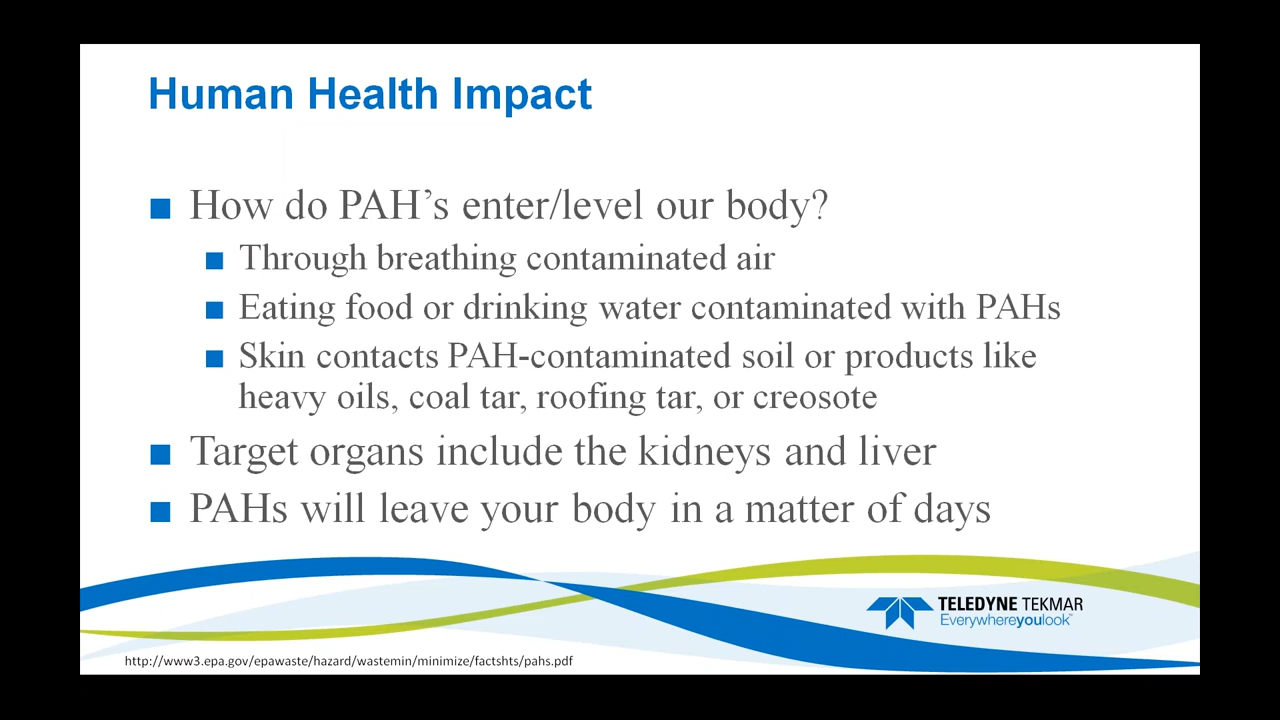 Human Health Impact
How do PAH’s enter/level our body?
Through breathing contaminated air
Eating food or drinking water contaminated with PAHs
Skin contacts PAH-contaminated soil or products like
heavy oils, coal tar, roofing tar, or creosote
Target organs include the kidneys and liver
PAHs will leave your body in a matter of days
TELEDYNE TEKMAR
Everywhereyoulook™
http://www3.epa.gov/epawaste/hazard/wastemin/minimize/factshts/pahs.pdf